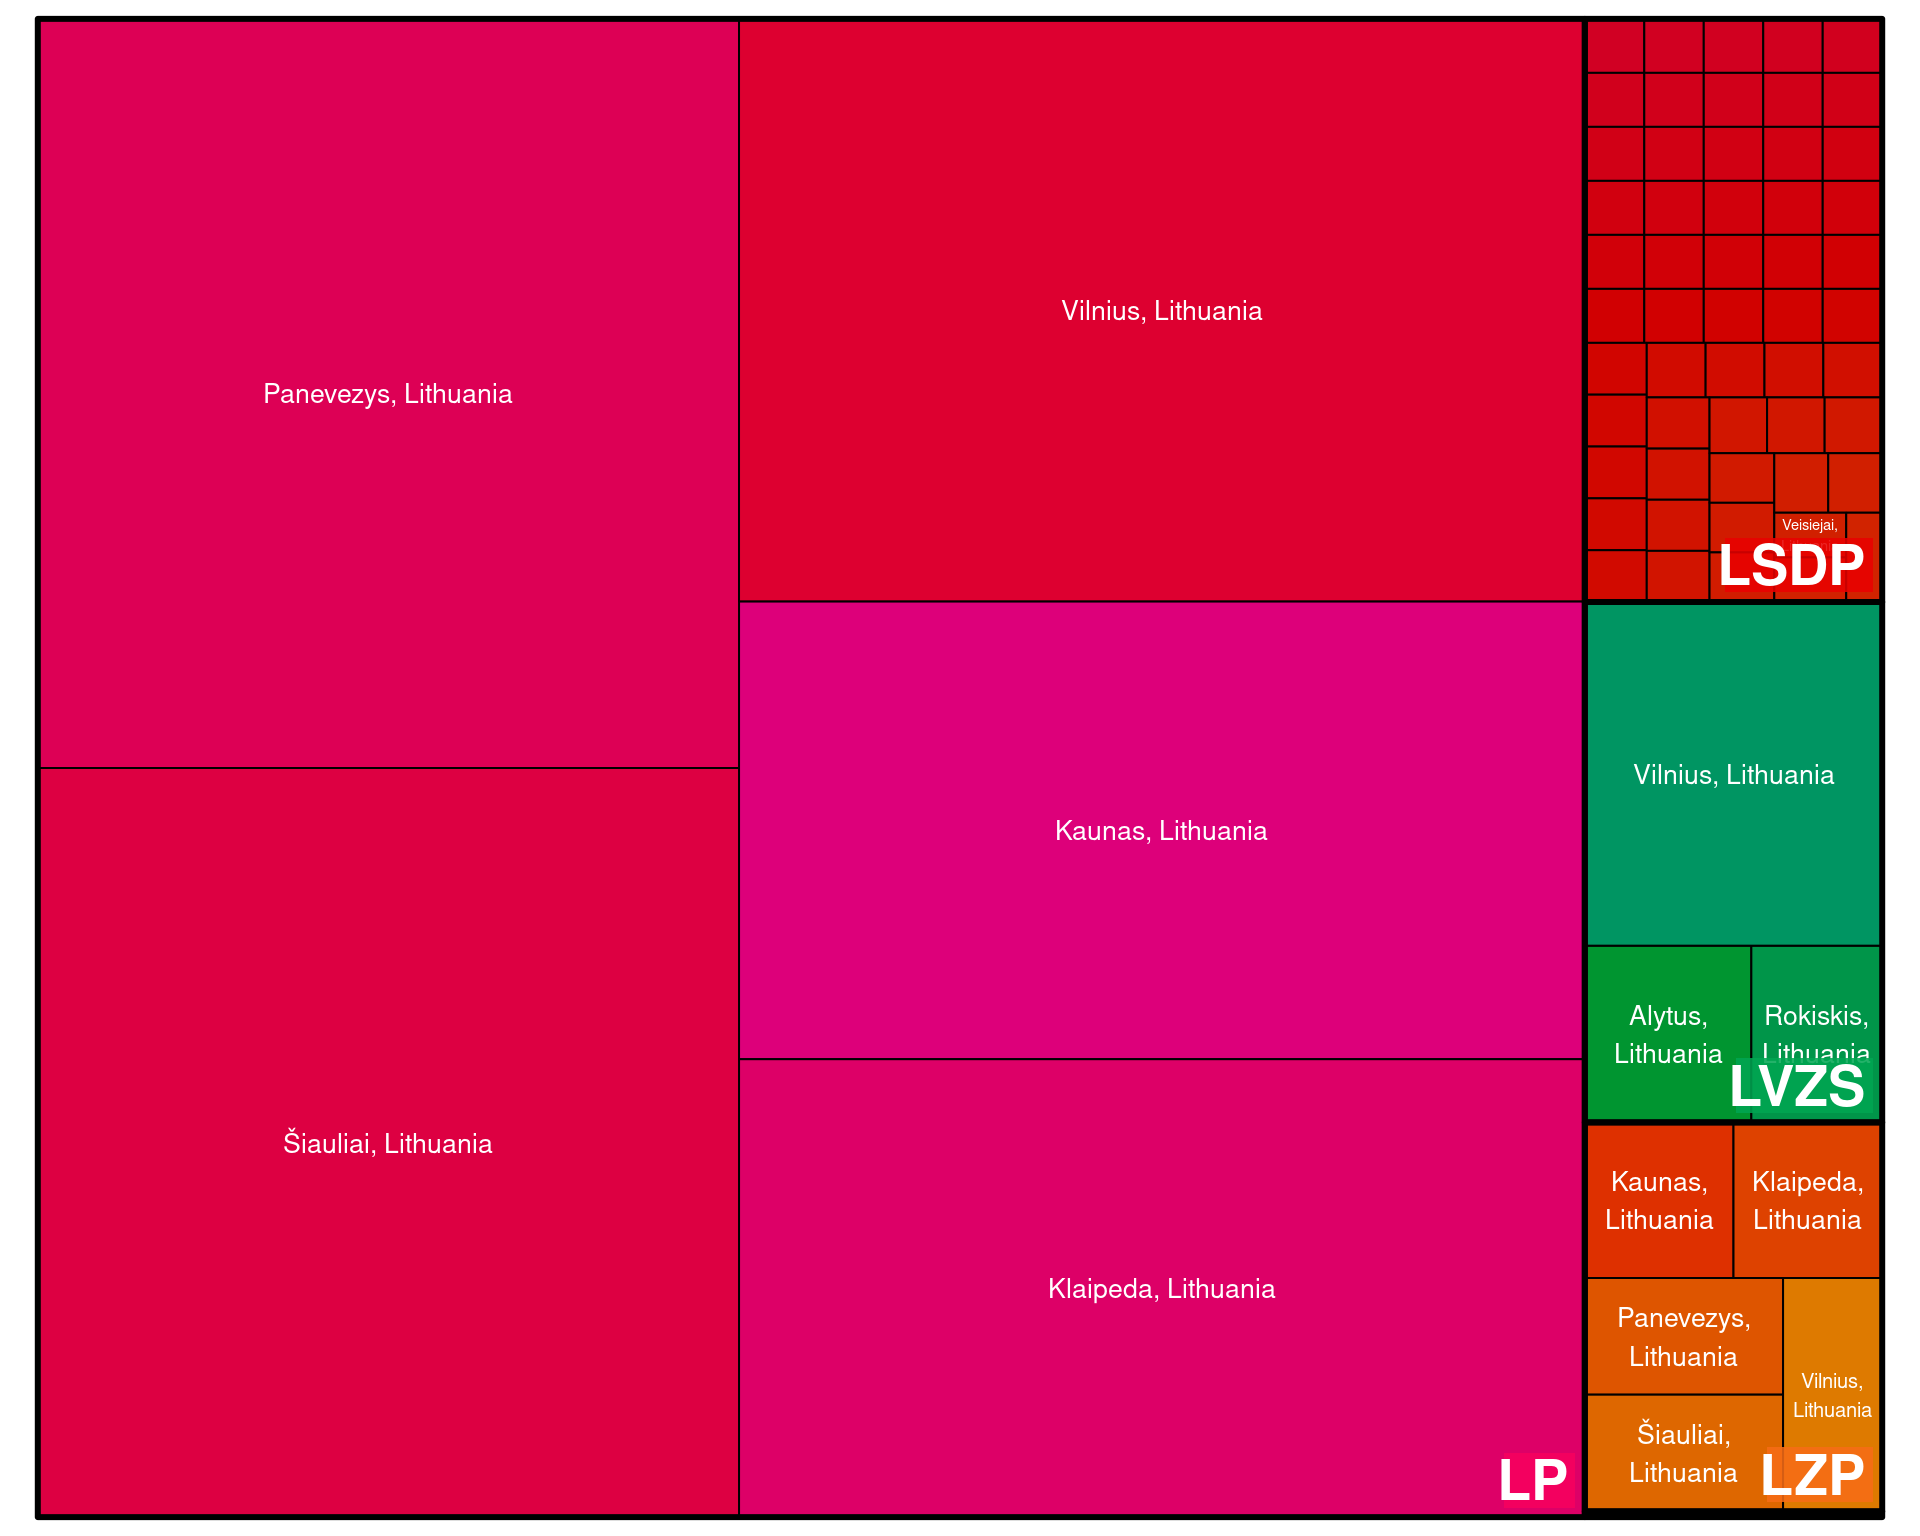 Panevezys, Lithuania
Šiauliai, Lithuania
Vilnius, Lithuania
Kaunas, Lithuania
Klaipeda, Lithuania
LP
Veisiejai,
LSDP
Vilnius, Lithuania
Alytus,
Lithuania
Rokiskis,
Lithuania
LVZS
Kaunas,
Lithuania
Klaipeda,
Lithuania
Panevezys,
Lithuania
Šiauliai,
Lithuania
Vilnius,
Lithuania
LZP